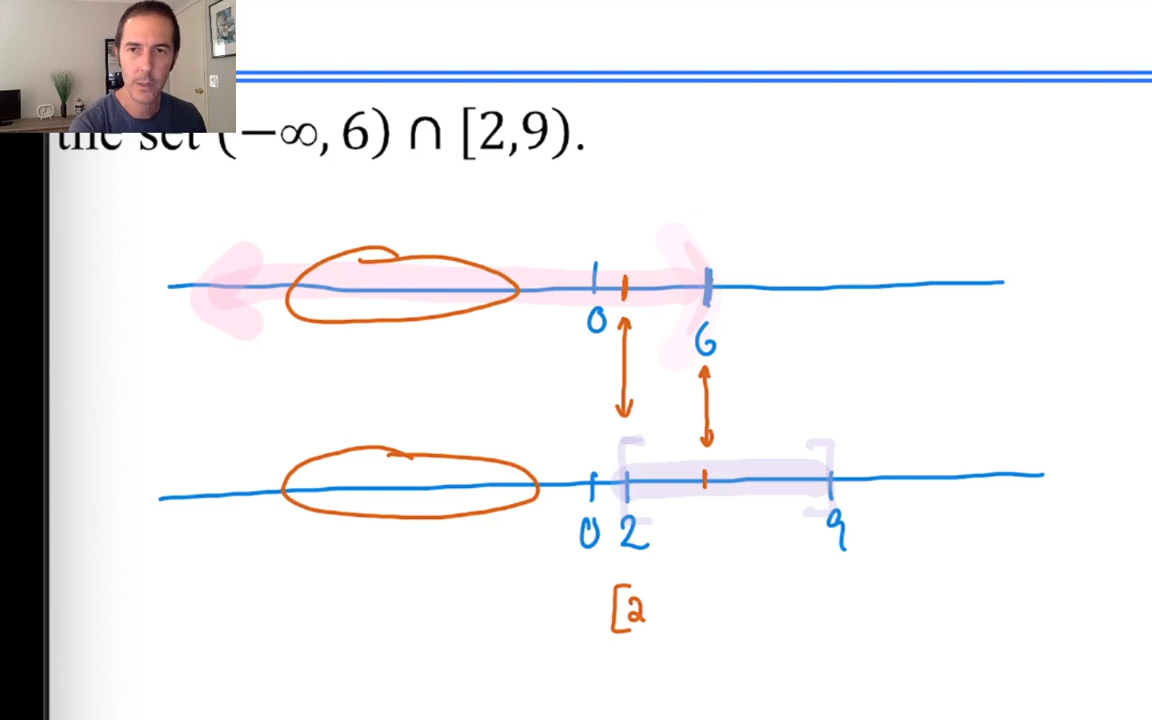 the set (−∞, 6) ∩ [2,9).
0 6
0 2 9
[2